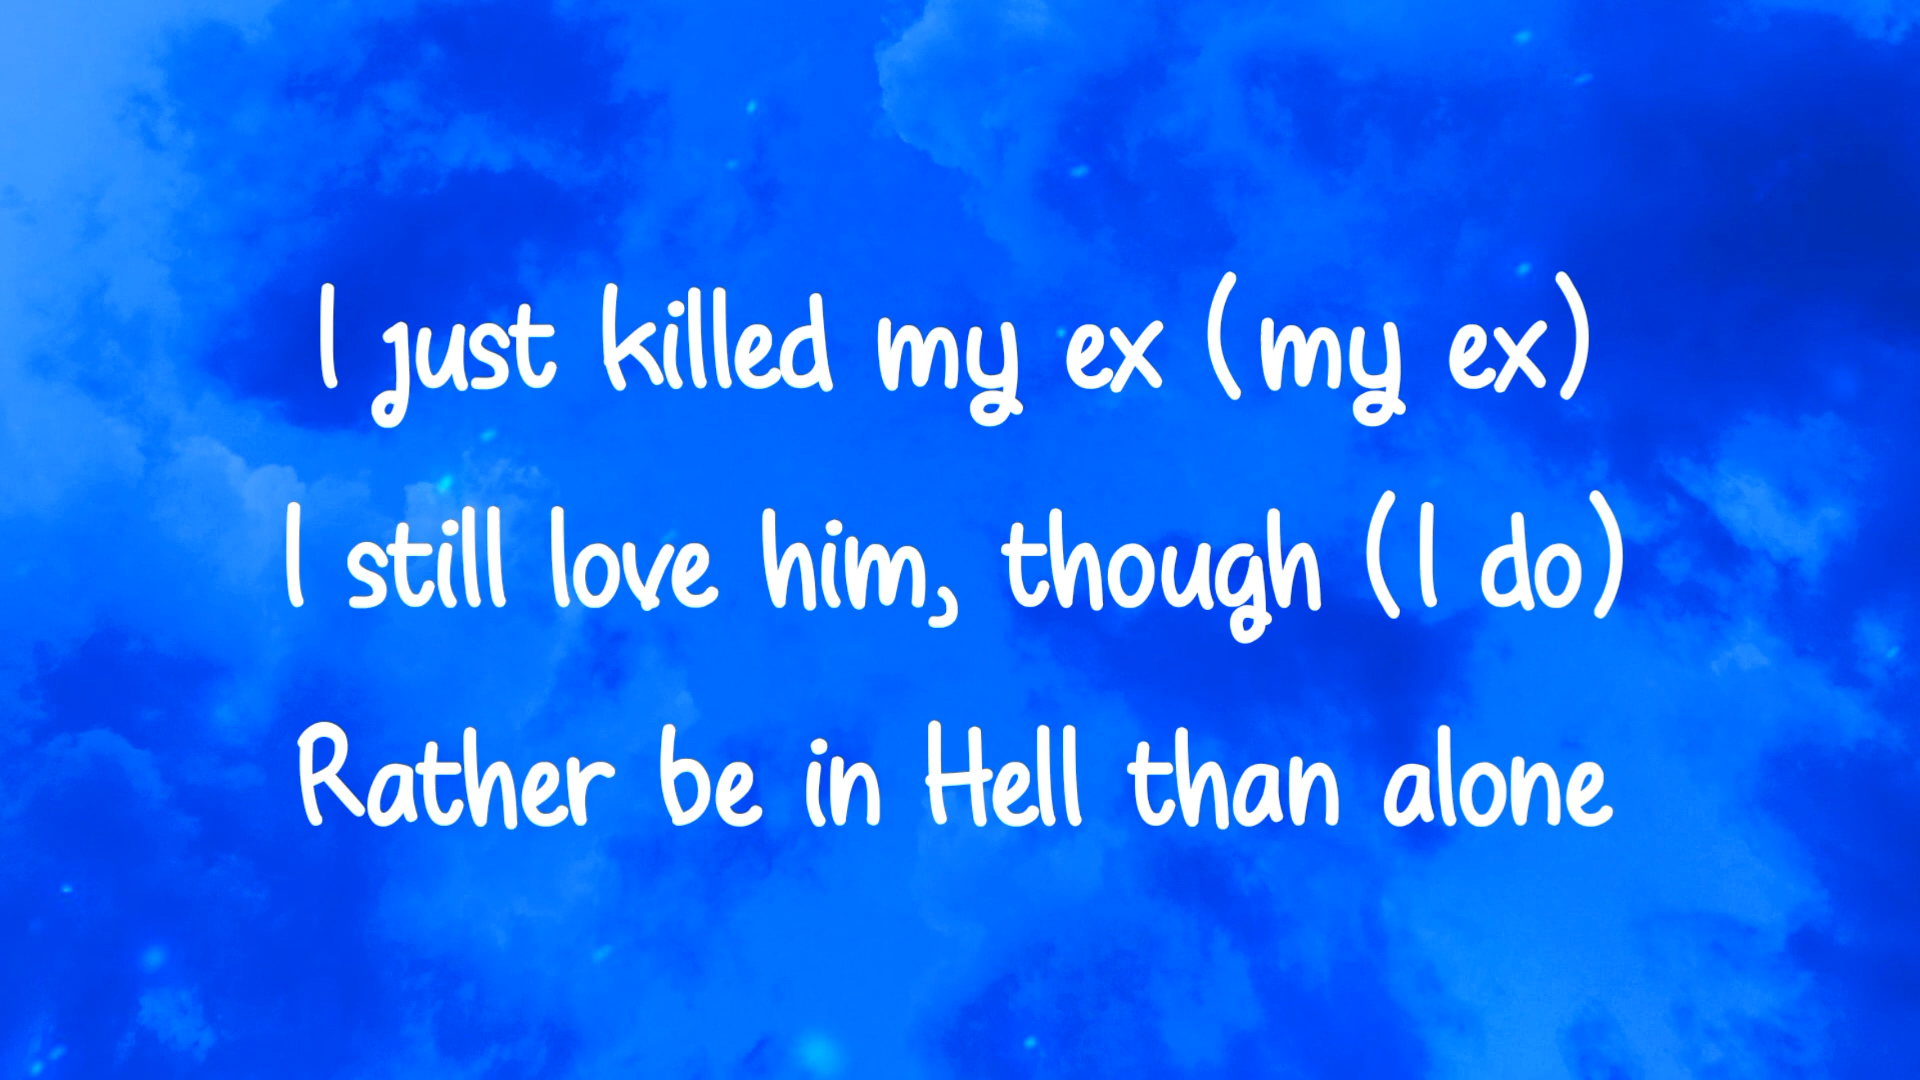 I just killed my ex (my ex)
I still love him, though (I do)
Rather be in Hell than alone